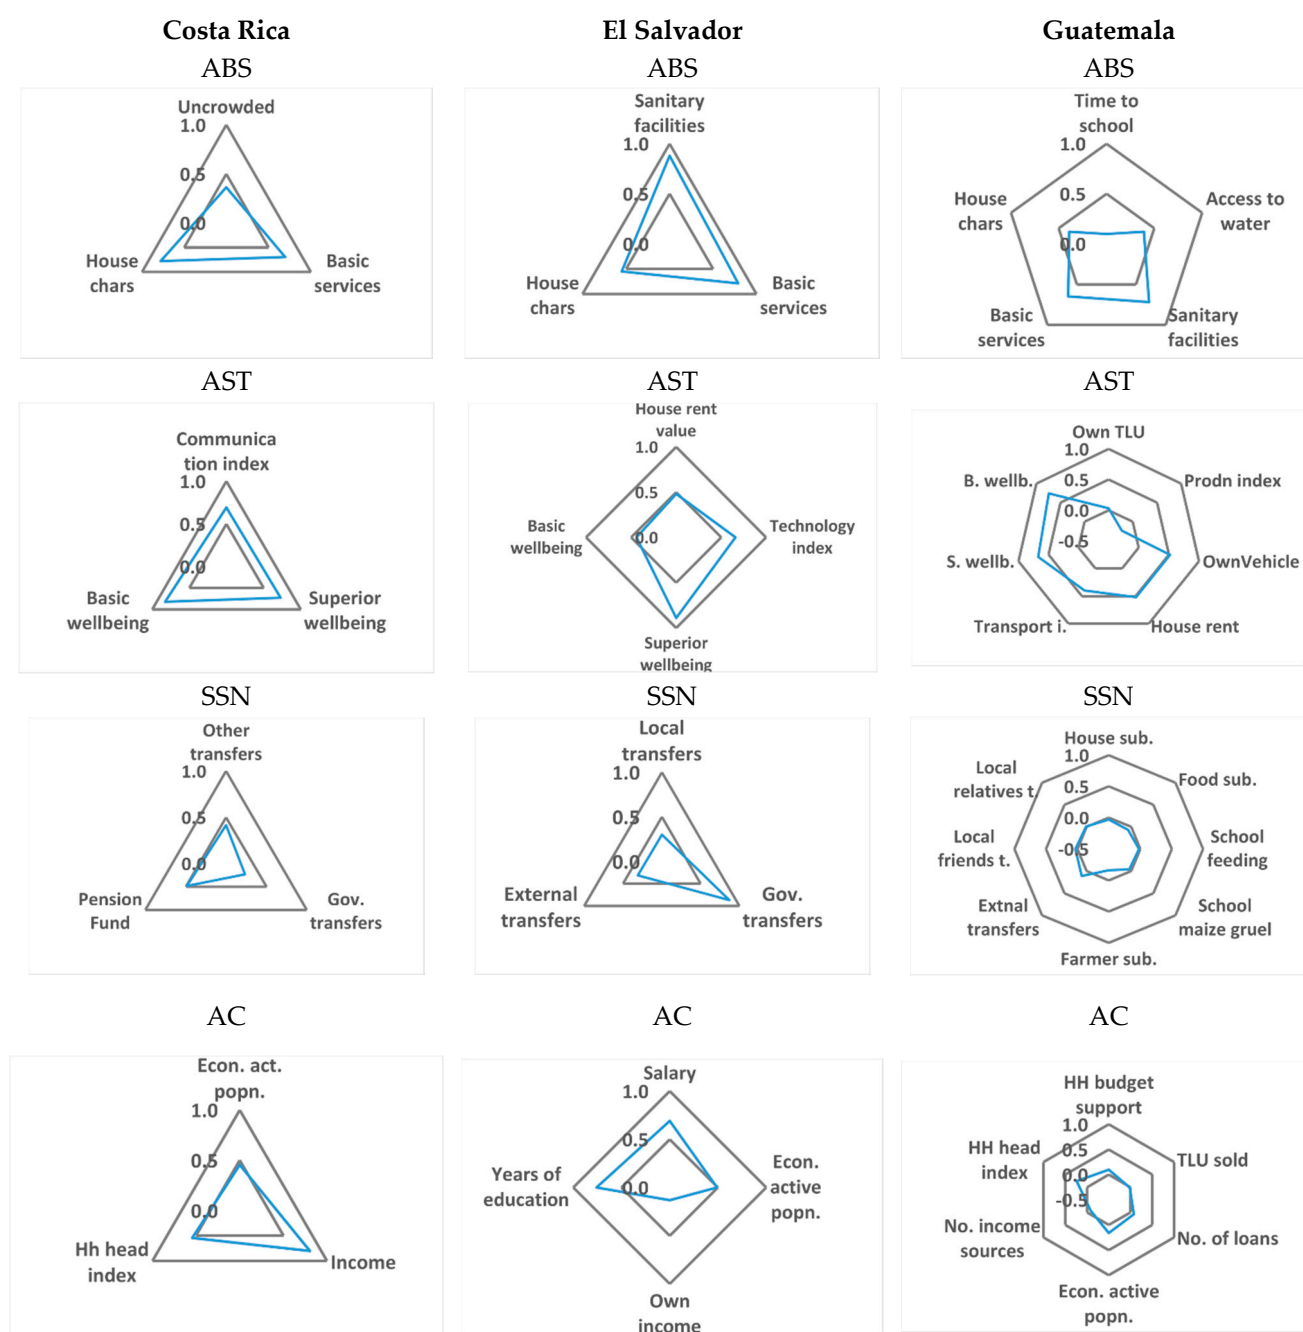 Costa Rica
El Salvador
Guatemala
ABS
ABS
ABS
Uncrowded
1.0
0.5
0.0
House
chars
Basic
services
Sanitary
facilities
1.0
0.5
0.0
House
chars
Basic
services
Time to
school
1.0
0.5
0.0
House
chars
Access to
water
Basic
services
Sanitary
facilities
AST
AST
AST
Communica
tion index
1.0
0.5
0.0
Basic
wellbeing
Superior
wellbeing
House rent
value
1.0
0.5
0.0
Basic
wellbeing
Technology
index
Superior
wellbeing
Own TLU
1.0
0.5
0.0
-0.5
B. wellb.
Prodn index
S. wellb.
OwnVehicle
Transport i.
House rent
SSN
SSN
SSN
Other
transfers
1.0
0.5
0.0
Pension
Fund
Gov.
transfers
Local
transfers
1.0
0.5
0.0
External
transfers
Gov.
transfers
House sub.
1.0
0.5
0.0
-0.5
Local
relatives t.
Food sub.
Local
friends t.
School
feeding
Extnal
transfers
School
maize gruel
Farmer sub.
AC
AC
AC
Econ. act.
popn.
1.0
0.5
0.0
Hh head
index
Income
Salary
1.0
0.5
0.0
Years of
education
Econ.
active
popn.
Own
income
HH budget
support
1.0
0.5
0.0
-0.5
HH head
index
TLU sold
No. income
sources
No. of loans
Econ. active
popn.